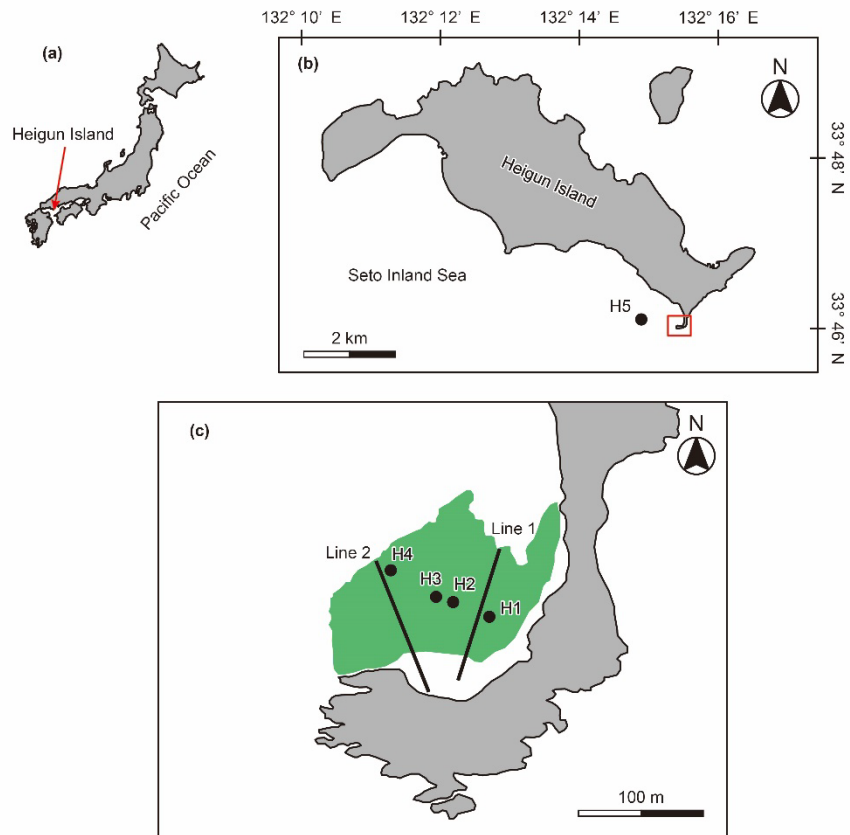 132° 10' E
132° 12' E
132° 14' E
132° 16' E
(a)
Heigun Island
Pacific Ocean
(b)
N
Heigun Island
33° 48' N
Seto Inland Sea
H5
33° 46' N
2 km
(c)
N
Line 1
Line 2
H4
H3
H2
H1
100 m